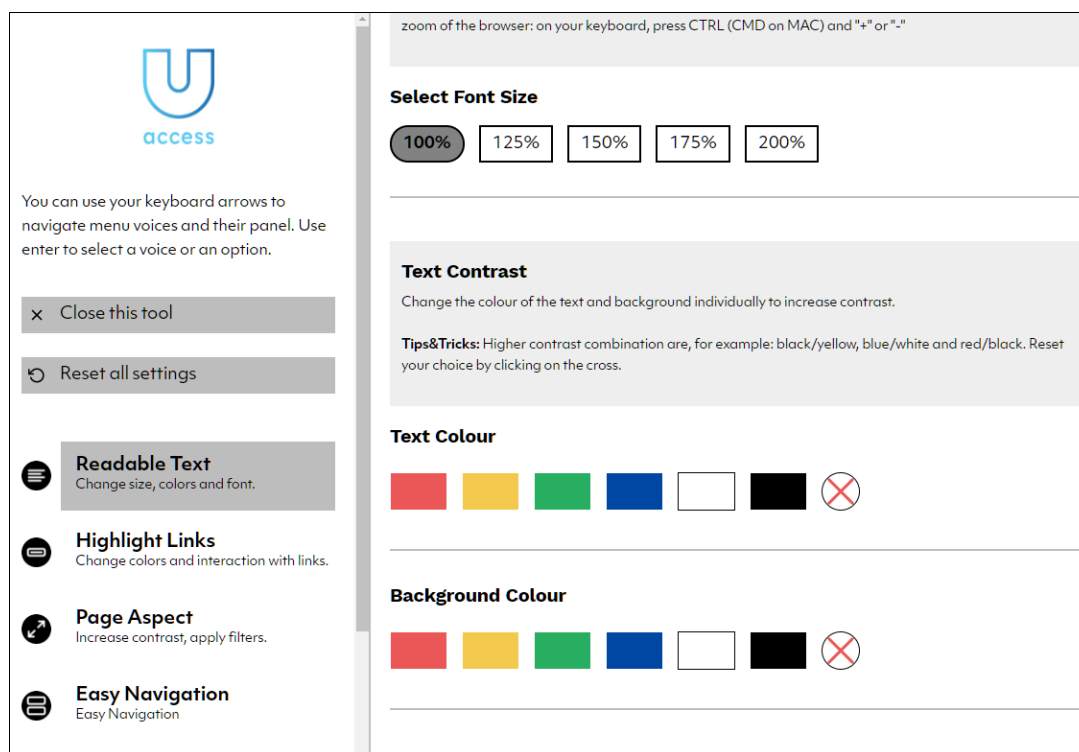 U
access
You can use your keyboard arrows to
navigate menu voices and their panel. Use
enter to select a voice or an option.
Close this tool
Reset all settings
Readable Text
Change size, colors and font.
Highlight Links
Change colors and interaction with links.
Page Aspect
Increase contrast, apply filters.
Easy Navigation
Easy Navigation
zoom of the browser: on your keyboard, press CTRL (CMD on MAC) and "+" or "-"
Select Font Size
100% 125% 150% 175% 200%
Text Contrast
Change the colour of the text and background individually to increase contrast.
Tips&Tricks: Higher contrast combination are, for example: black/yellow, blue/white and red/black. Reset
your choice by clicking on the cross.
Text Colour
Background Colour